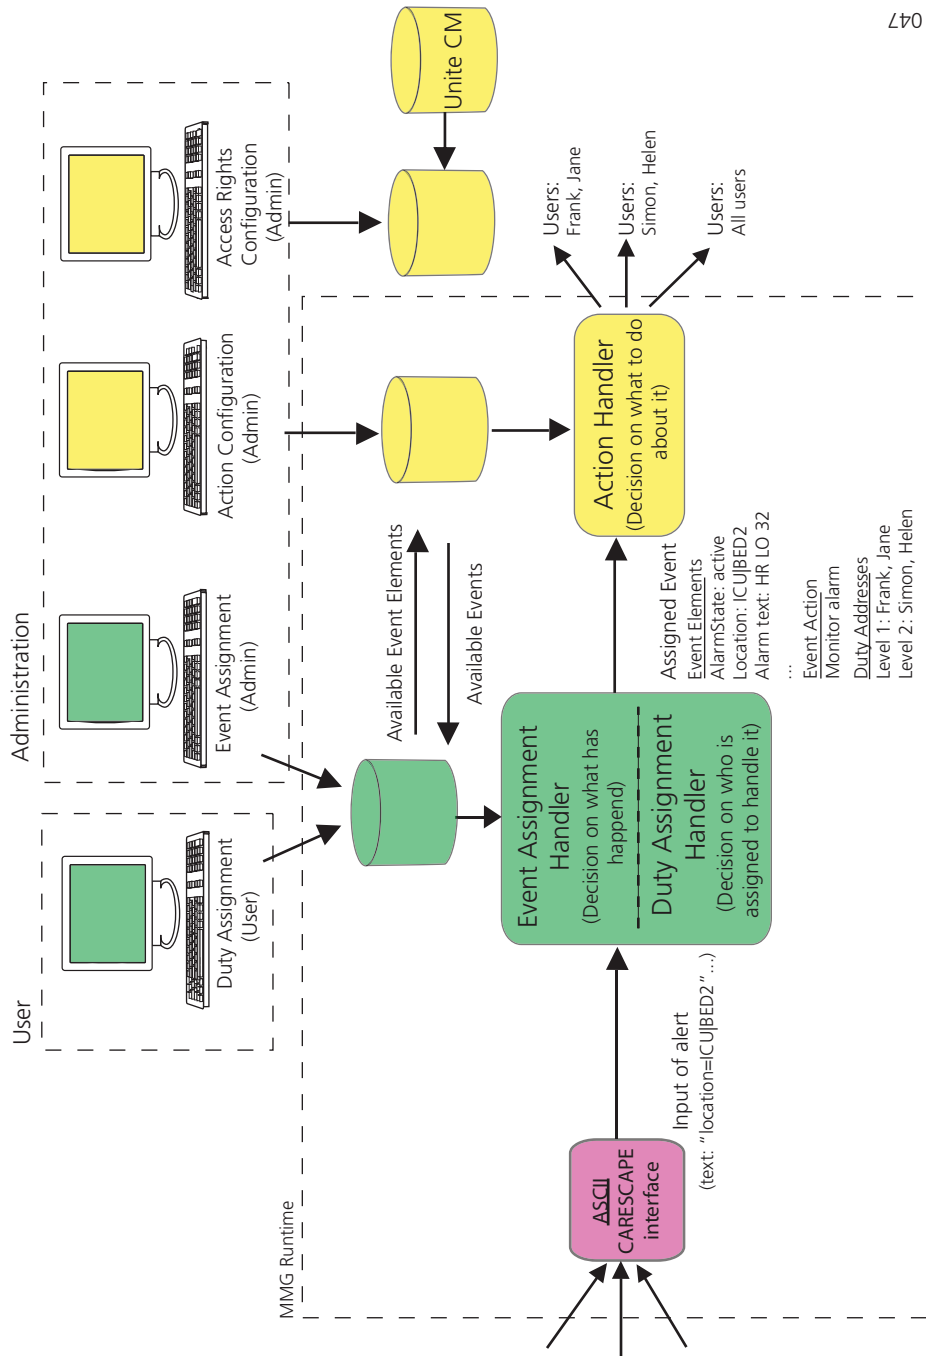 047
User
Administration
Duty Assignment
(User)
Event Assignment
(Admin)
Action Configuration
(Admin)
Access Rights
Configuration
(Admin)
MMG Runtime
Available Event Elements
Available Events
Unite CM
ASCII
CARESCAPE
interface
Input of alert
(text: "location=ICU|BED2"...)
Event Assignment
Handler
(Decision on what has
happend)
Duty Assignment
Handler
(Decision on who is
assigned to handle it)
Assigned Event
Event Elements
AlarmState: active
Location: ICU|BED2
Alarm text: HR LO 32
...
Event Action
Monitor alarm
Duty Addresses
Level 1: Frank, Jane
Level 2: Simon, Helen
Action Handler
(Decision on what to do
about it)
Users:
Frank, Jane
Users:
Simon, Helen
Users:
All users